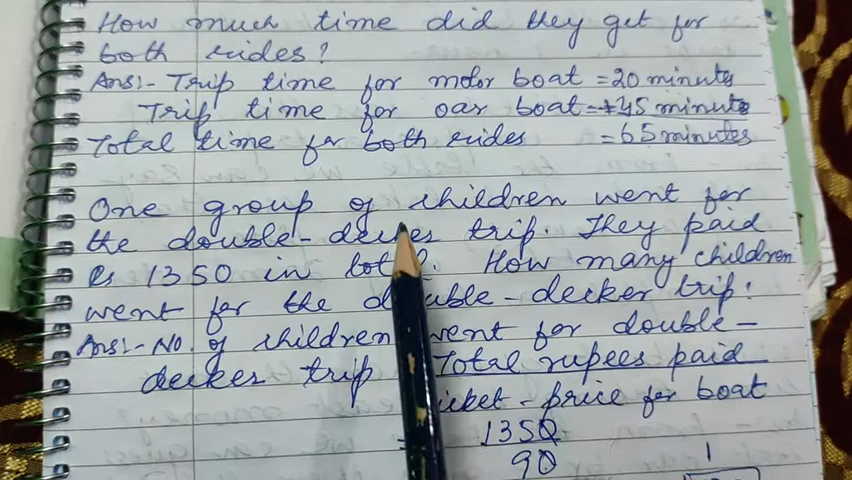 How much time did they get for
both rides?
Ans:- Trip time for motor boat = 20 minutes
Trip time for oar boat = +45 minutes
Total time for both rides = 65 minutes
One group of children went for
the double-decker trip. They paid
Rs 1350 in total. How many children
went for the double-decker trip?
Ans:- No. of children went for double-
decker trip
Total rupees paid
ticket - price for boat
1350
90
1